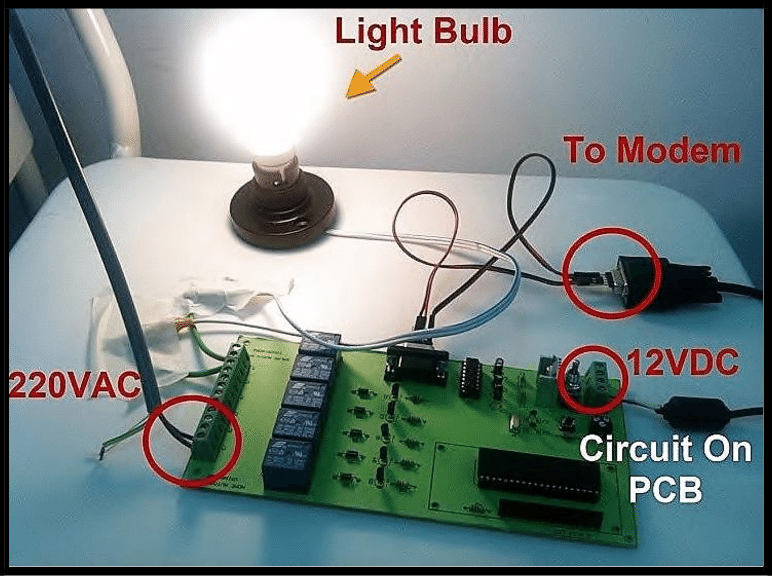 Light Bulb
To Modem
220VAC
12VDC
Circuit On
PCB